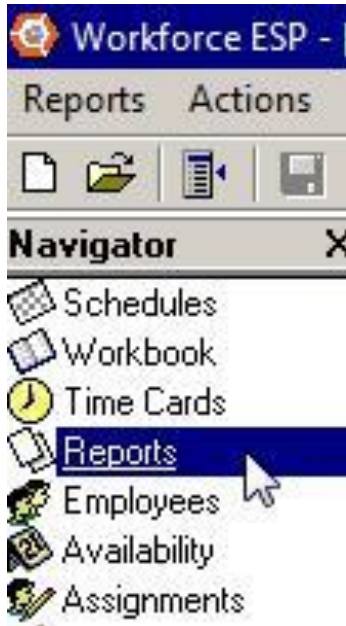 Workforce ESP -
Reports Actions
Navigator X
Schedules
Workbook
Time Cards
Reports
Employees
Availability
Assignments